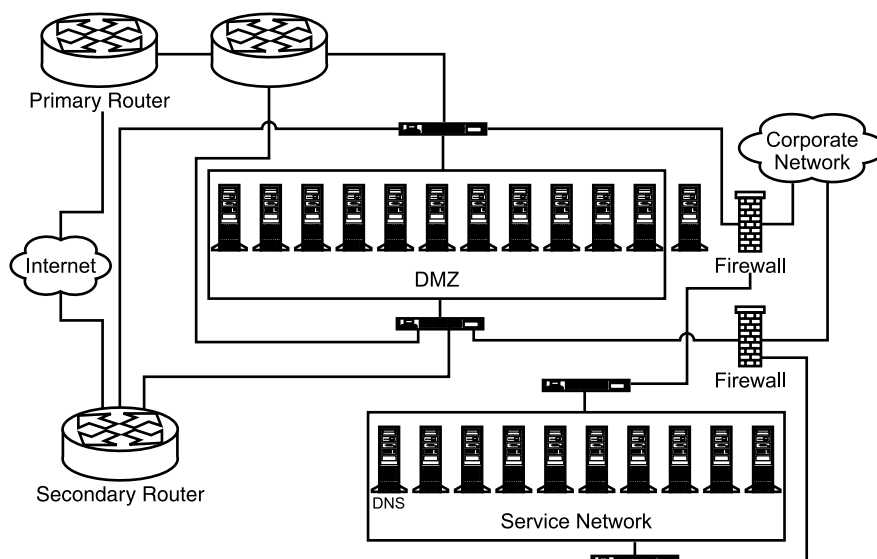 Primary Router
Corporate
Network
Internet
Firewall
DMZ
Firewall
Secondary Router
DNS
Service Network